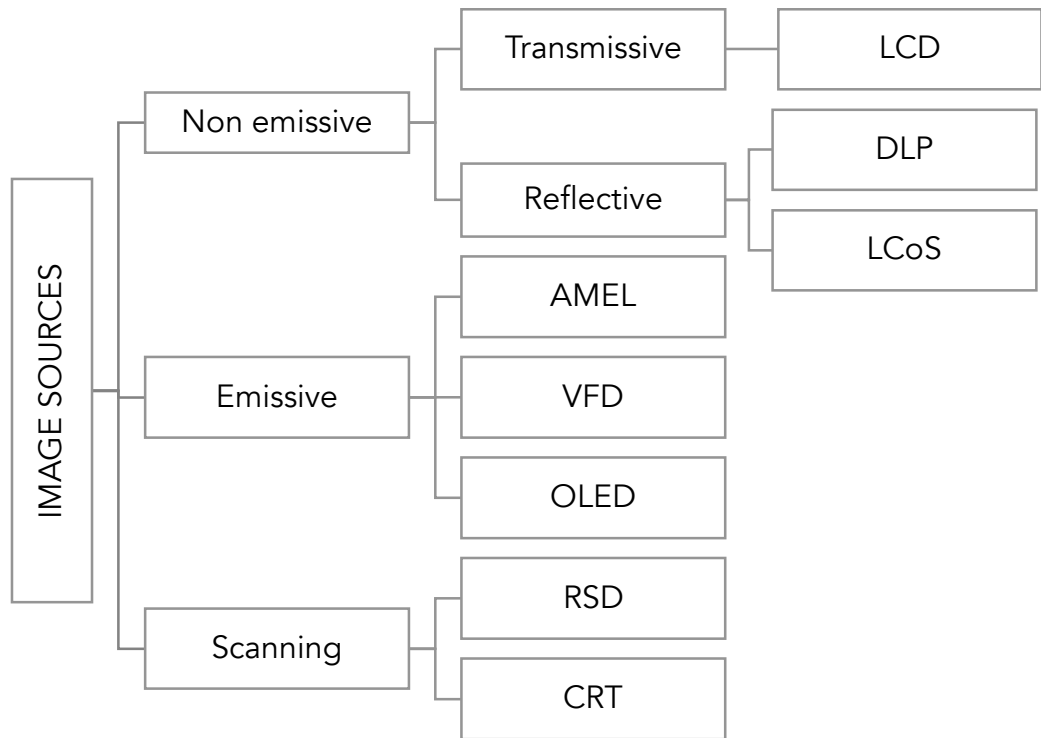 IMAGE SOURCES
Non emissive
Transmissive
LCD
Reflective
DLP
LCoS
Emissive
AMEL
VFD
OLED
Scanning
RSD
CRT